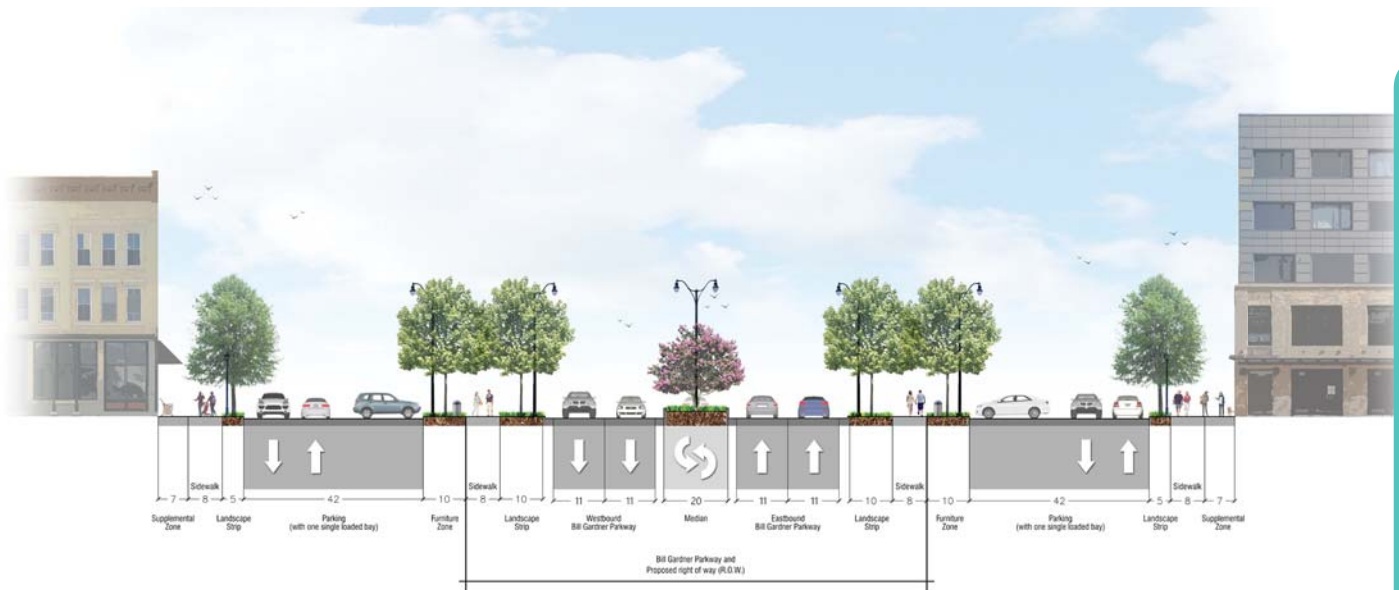 Sidewalk
Sidewalk
Sidewalk
Sidewalk
7
8
5
42
10
8
10
11
11
20
11
11
10
8
10
42
5
8
7
Supplemental
Zone
Landscape
Strip
Parking
(with one single loaded bay)
Furniture
Zone
Landscape
Strip
Westbound
Bill Gardner Parkway
Median
Eastbound
Bill Gardner Parkway
Landscape
Strip
Furniture
Zone
Parking
(with one single loaded bay)
Landscape
Strip
Supplemental
Zone
Bill Gardner Parkway and
Proposed right of way (R.O.W.)